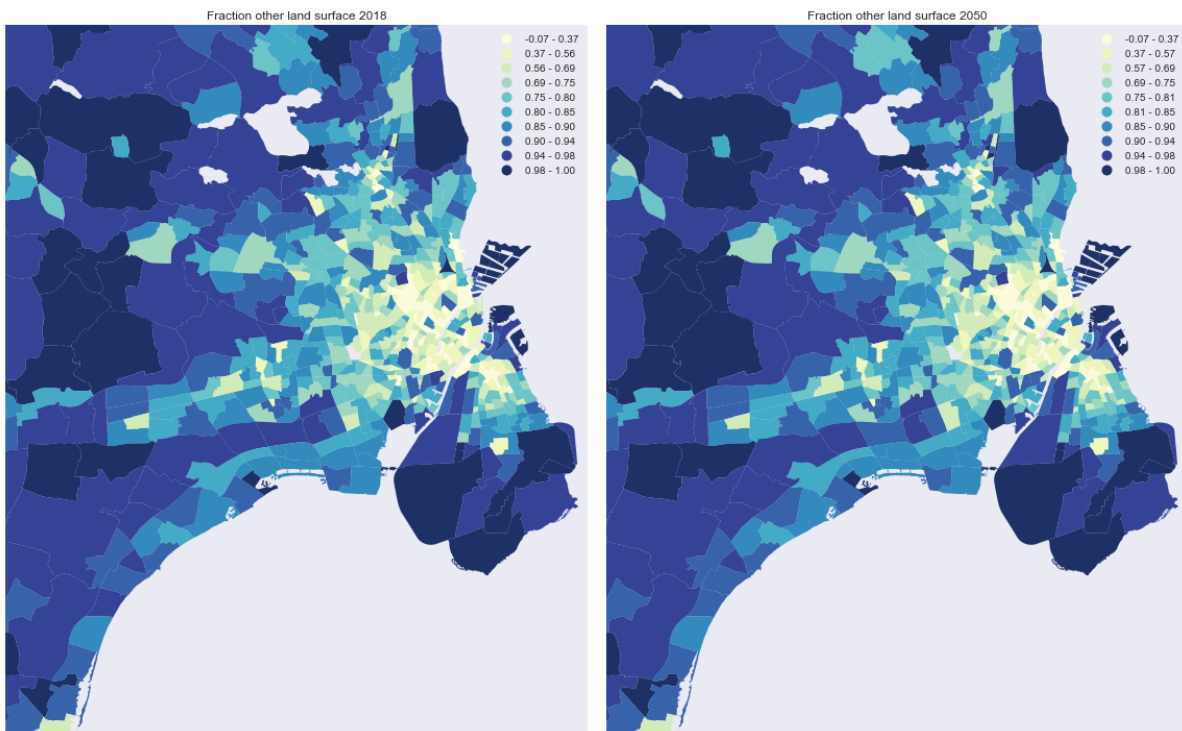 Fraction other land surface 2018
-0.07 - 0.37
0.37 - 0.56
0.56 - 0.69
0.69 - 0.75
0.75 - 0.80
0.80 - 0.85
0.85 - 0.90
0.90 - 0.94
0.94 - 0.98
0.98 - 1.00
Fraction other land surface 2050
-0.07 - 0.37
0.37 - 0.57
0.57 - 0.69
0.69 - 0.75
0.75 - 0.81
0.81 - 0.85
0.85 - 0.90
0.90 - 0.94
0.94 - 0.98
0.98 - 1.00